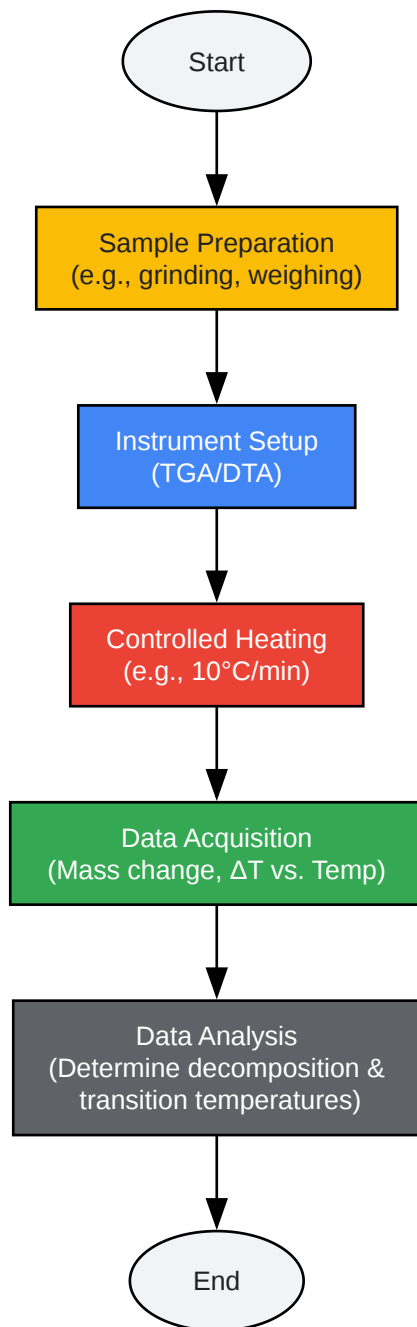 Start
Sample Preparation
(e.g., grinding, weighing)
Instrument Setup
(TGA/DTA)
Controlled Heating
(e.g., 10°C/min)
Data Acquisition
(Mass change, ΔT vs. Temp)
Data Analysis
(Determine decomposition &
transition temperatures)
End